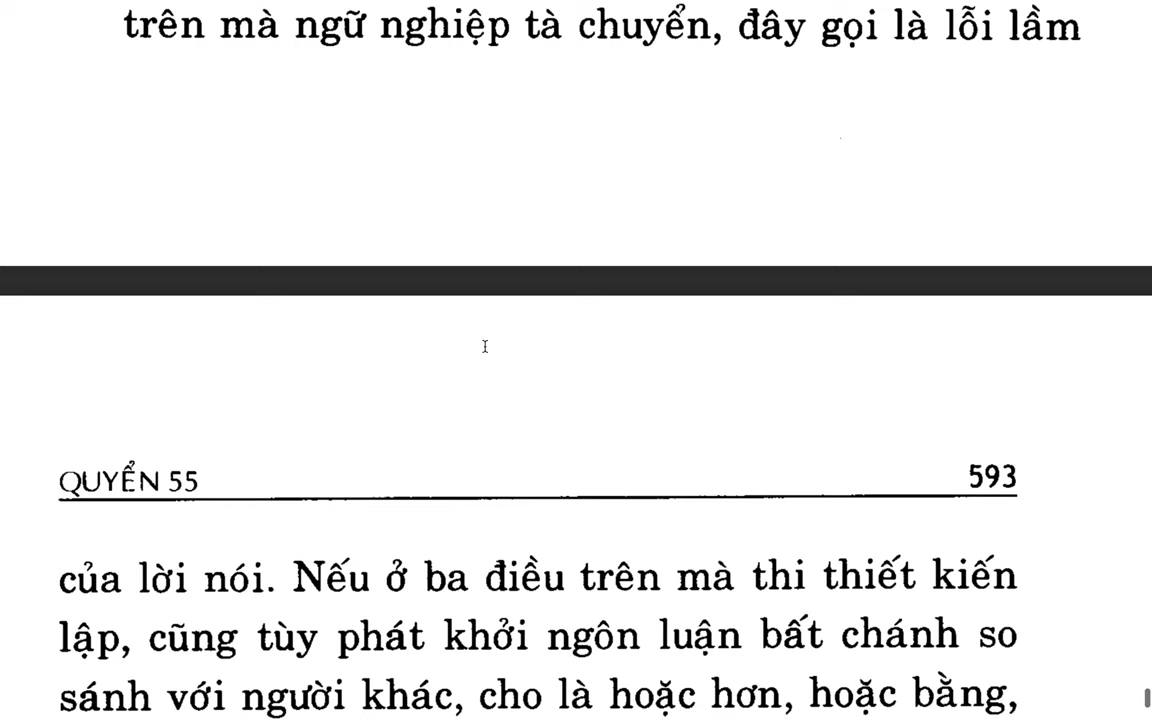 trên mà ngữ nghiệp tà chuyển, đây gọi là lỗi lầm
QUYỂN 55 593
của lời nói. Nếu ở ba điều trên mà thi thiết kiến
lập, cũng tùy phát khởi ngôn luận bất chánh so
sánh với người khác, cho là hoặc hơn, hoặc bằng,